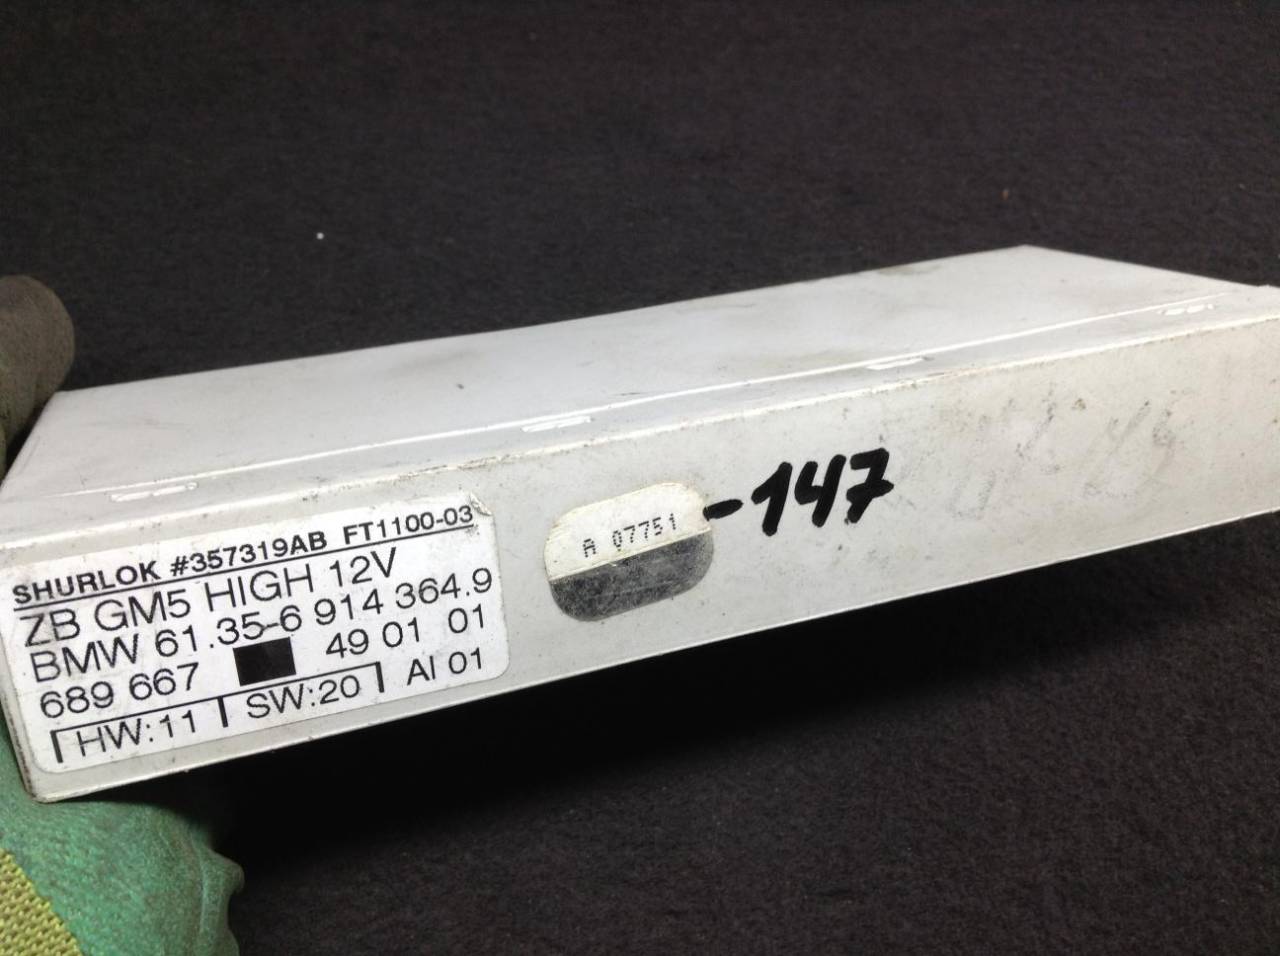 SHURLOK #357319AB FT1100-03
ZB GM5 HIGH 12V
BMW 61.35-6 914 364.9
689 667 49 01 01
HW:11 SW:20 AI 01
A 07751
-147